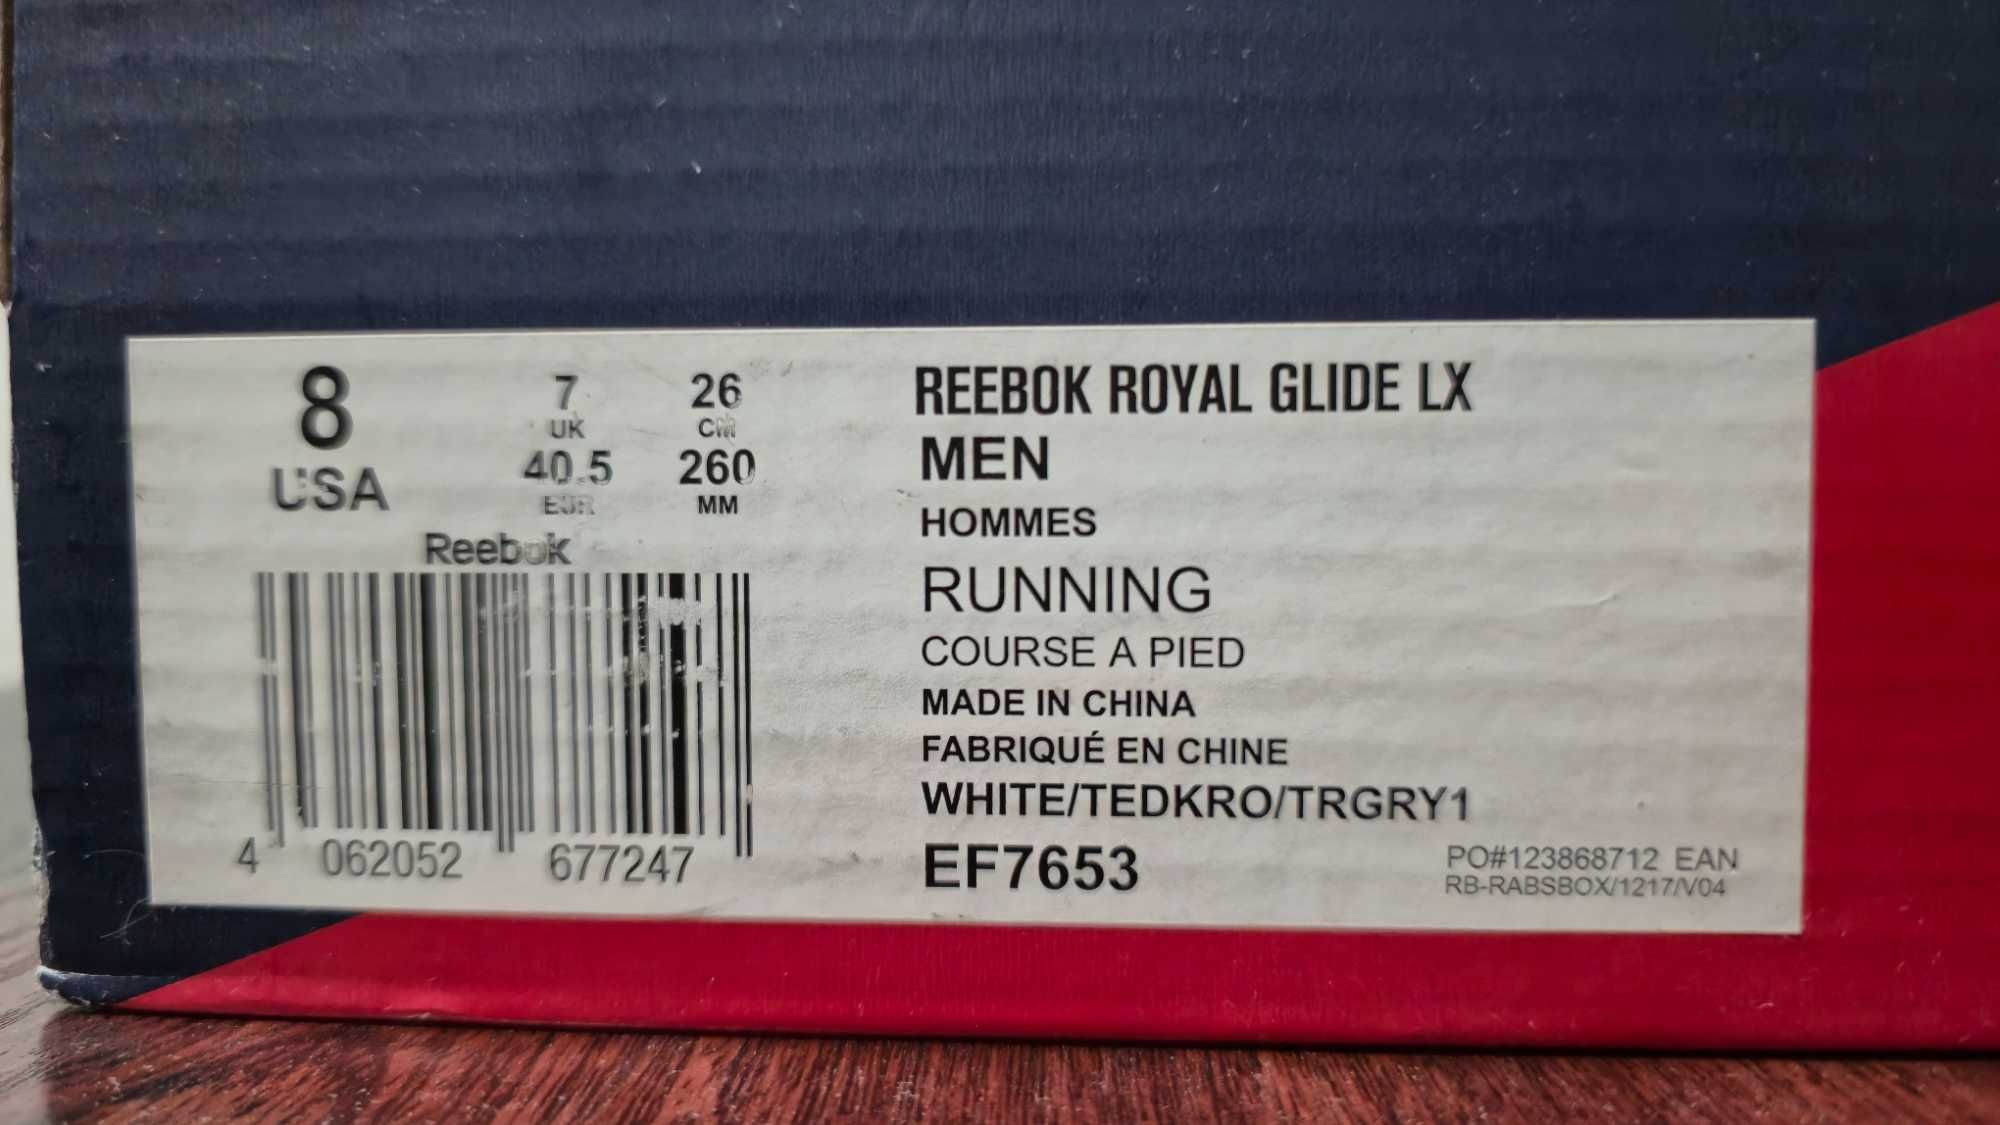 8
USA
7
UK
40.5
EUR
26
CM
260
MM
Reebok
4 062052 677247
REEBOK ROYAL GLIDE LX
MEN
HOMMES
RUNNING
COURSE A PIED
MADE IN CHINA
FABRIQUÉ EN CHINE
WHITE/TEDKRO/TRGRY1
EF7653
PO#123868712 EAN
RB-RABSBOX/1217/V04